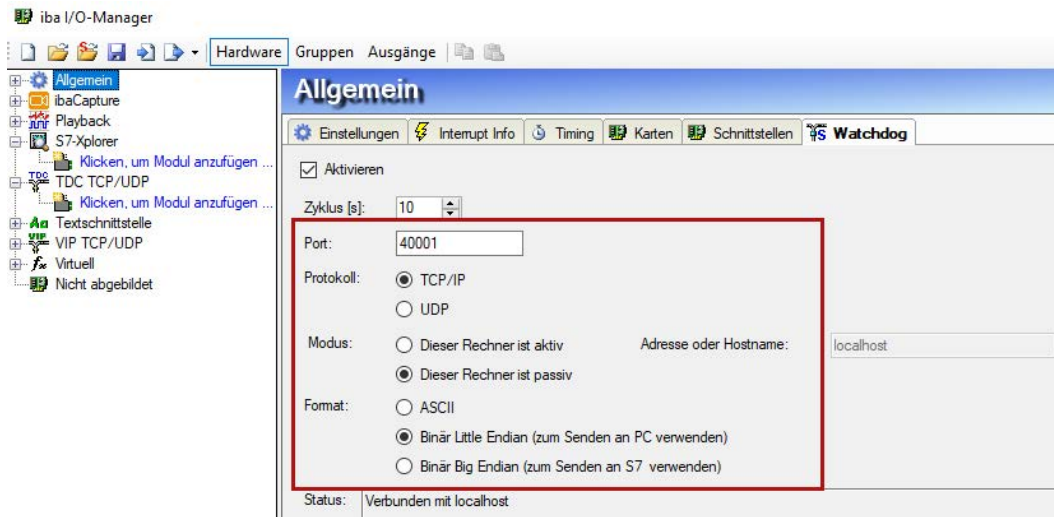 iba I/O-Manager
Hardware Gruppen Ausgänge
Allgemein
ibaCapture
Playback
S7-Xplorer
Klicken, um Modul anzufügen ...
TDC TCP/UDP
Klicken, um Modul anzufügen ...
Textschnittstelle
VIP TCP/UDP
Virtuell
Nicht abgebildet
Allgemein
Einstellungen Interrupt Info Timing Karten Schnittstellen Watchdog
Aktivieren
Zyklus [s]: 10
Port: 40001
Protokoll: TCP/IP
UDP
Modus: Dieser Rechner ist aktiv Adresse oder Hostname: localhost
Dieser Rechner ist passiv
Format: ASCII
Binär Little Endian (zum Senden an PC verwenden)
Binär Big Endian (zum Senden an S7 verwenden)
Status: Verbunden mit localhost